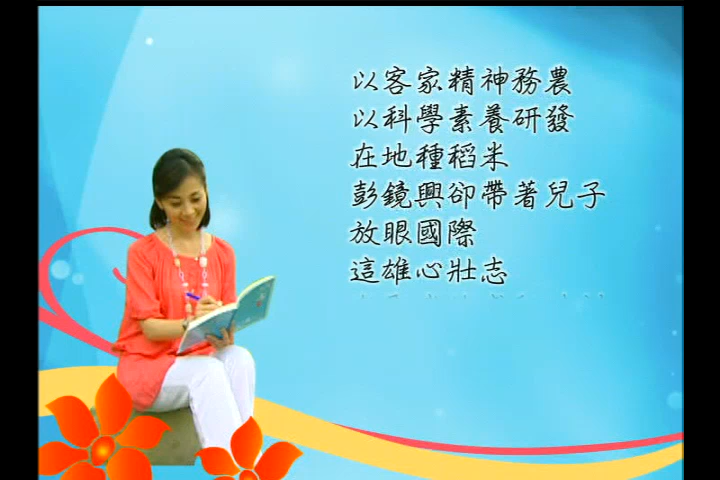 以客家精神務農
以科學素養研發
在地種稻米
彭鏡興卻帶著兒子
放眼國際
這雄心壯志